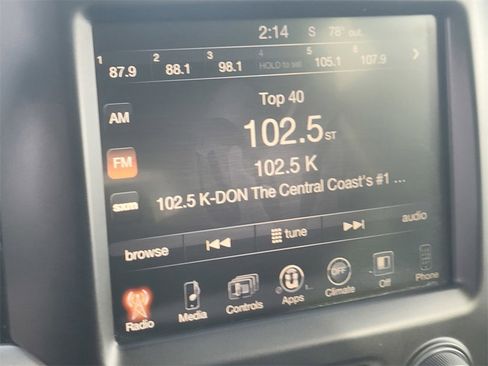 2:14 S 78° out.
1 87.9 2 88.1 3 98.1 4 HOLD to set 5 105.1 6 107.9 >
Top 40
AM
102.5 ST
FM
102.5 K
sxm
102.5 K-DON The Central Coast's #1 ...
browse tune audio
Radio Media Controls Apps OFF Climate Off Phone